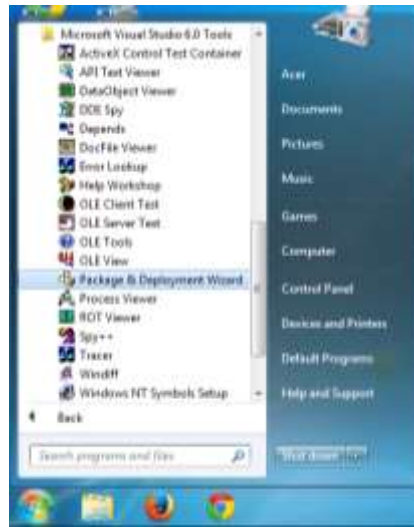 Microsoft Visual Studio 6.0 Tools
ActiveX Control Test Container
API Text Viewer
DataObject Viewer
DDE Spy
Depends
DocFile Viewer
Error Lookup
Help Workshop
OLE Client Test
OLE Server Test
OLE Tools
OLE View
Package & Deployment Wizard
Process Viewer
ROT Viewer
Spy++
Tracer
Windiff
Windows NT Symbols Setup
Back
Search programs and files
Acer
Documents
Pictures
Music
Games
Computer
Control Panel
Devices and Printers
Default Programs
Help and Support
Shut down